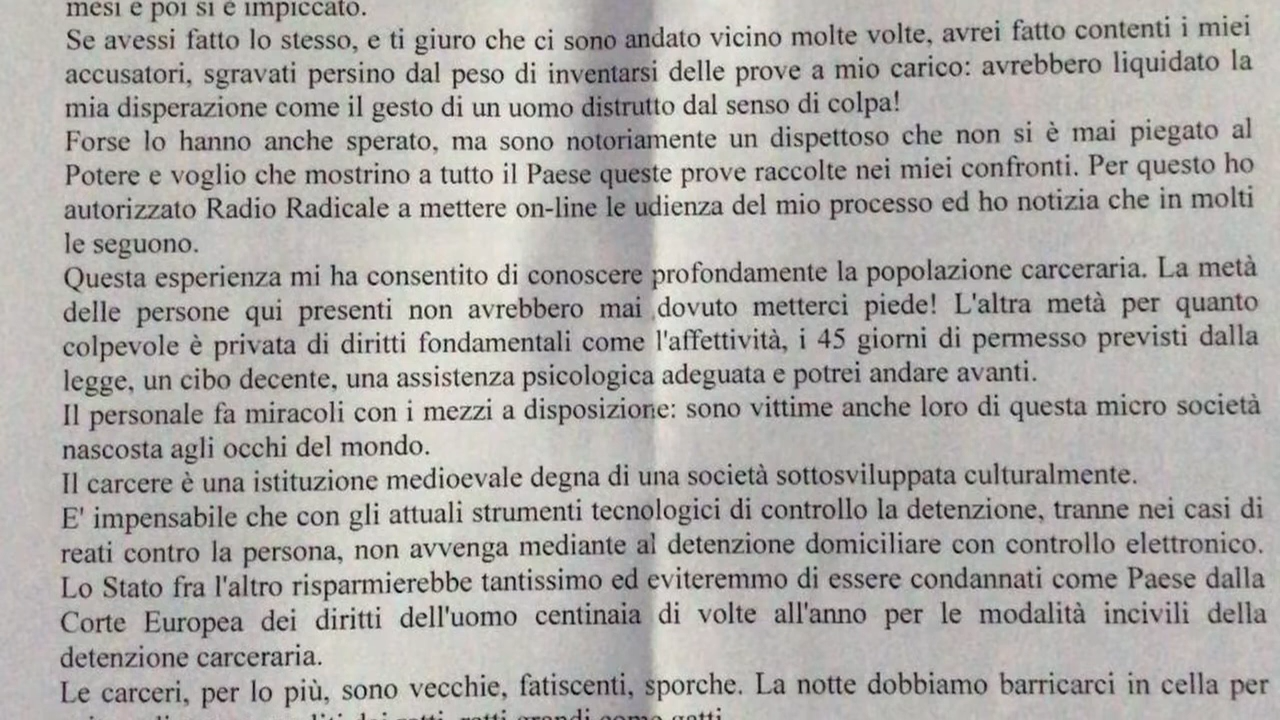 mesi e poi si è impiccato.
Se avessi fatto lo stesso, e ti giuro che ci sono andato vicino molte volte, avrei fatto contenti i miei
accusatori, sgravati persino dal peso di inventarsi delle prove a mio carico: avrebbero liquidato la
mia disperazione come il gesto di un uomo distrutto dal senso di colpa!
Forse lo hanno anche sperato, ma sono notoriamente un dispettoso che non si è mai piegato al
Potere e voglio che mostrino a tutto il Paese queste prove raccolte nei miei confronti. Per questo ho
autorizzato Radio Radicale a mettere on-line le udienza del mio processo ed ho notizia che in molti
le seguono.
Questa esperienza mi ha consentito di conoscere profondamente la popolazione carceraria. La metà
delle persone qui presenti non avrebbero mai dovuto metterci piede! L'altra metà per quanto
colpevole è privata di diritti fondamentali come l'affettività, i 45 giorni di permesso previsti dalla
legge, un cibo decente, una assistenza psicologica adeguata e potrei andare avanti.
Il personale fa miracoli con i mezzi a disposizione: sono vittime anche loro di questa micro società
nascosta agli occhi del mondo.
Il carcere è una istituzione medioevale degna di una società sottosviluppata culturalmente.
E' impensabile che con gli attuali strumenti tecnologici di controllo la detenzione, tranne nei casi di
reati contro la persona, non avvenga mediante al detenzione domiciliare con controllo elettronico.
Lo Stato fra l'altro risparmierebbe tantissimo ed eviteremmo di essere condannati come Paese dalla
Corte Europea dei diritti dell'uomo centinaia di volte all'anno per le modalità incivili della
detenzione carceraria.
Le carceri, per lo più, sono vecchie, fatiscenti, sporche. La notte dobbiamo barricarci in cella per
ratti grandi come gatti.